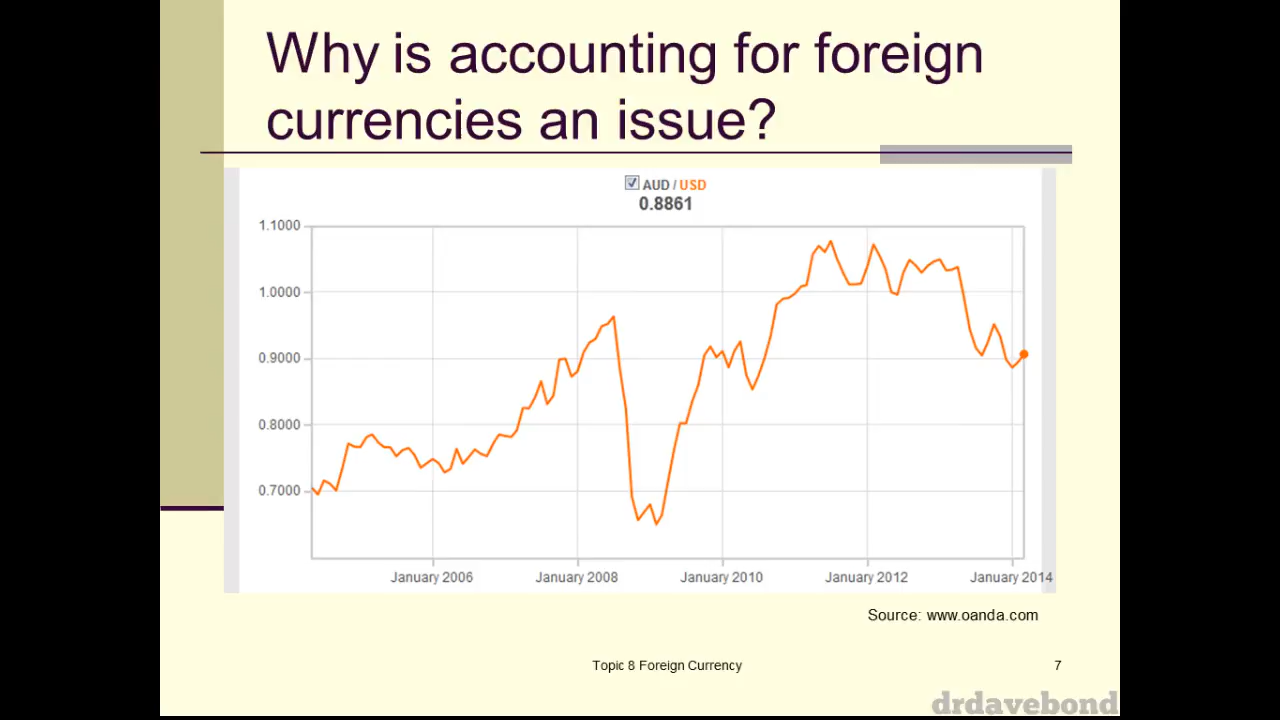 Why is accounting for foreign
currencies an issue?
AUD / USD
0.8861
1.1000
1.0000
0.9000
0.8000
0.7000
January 2006 January 2008 January 2010 January 2012 January 2014
Source: www.oanda.com
Topic 8 Foreign Currency 7
drdavebond